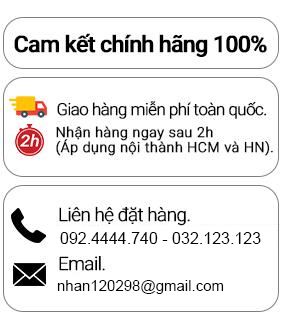 Cam kết chính hãng 100%
Giao hàng miễn phí toàn quốc.
2h
Nhận hàng ngay sau 2h
(Áp dụng nội thành HCM và HN).
Liên hệ đặt hàng.
092.4444.740 - 032.123.123
Email.
nhan120298@gmail.com